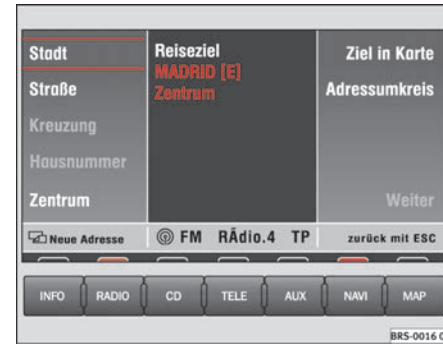 Stadt
Straße
Kreuzung
Hausnummer
Zentrum
Reiseziel
MADRID [E]
Zentrum
Ziel in Karte
Adressumkreis
Weiter
Neue Adresse
FM RÂdio.4 TP
zurück mit ESC
INFO RADIO CD TELE AUX NAVI MAP
BRS-0016